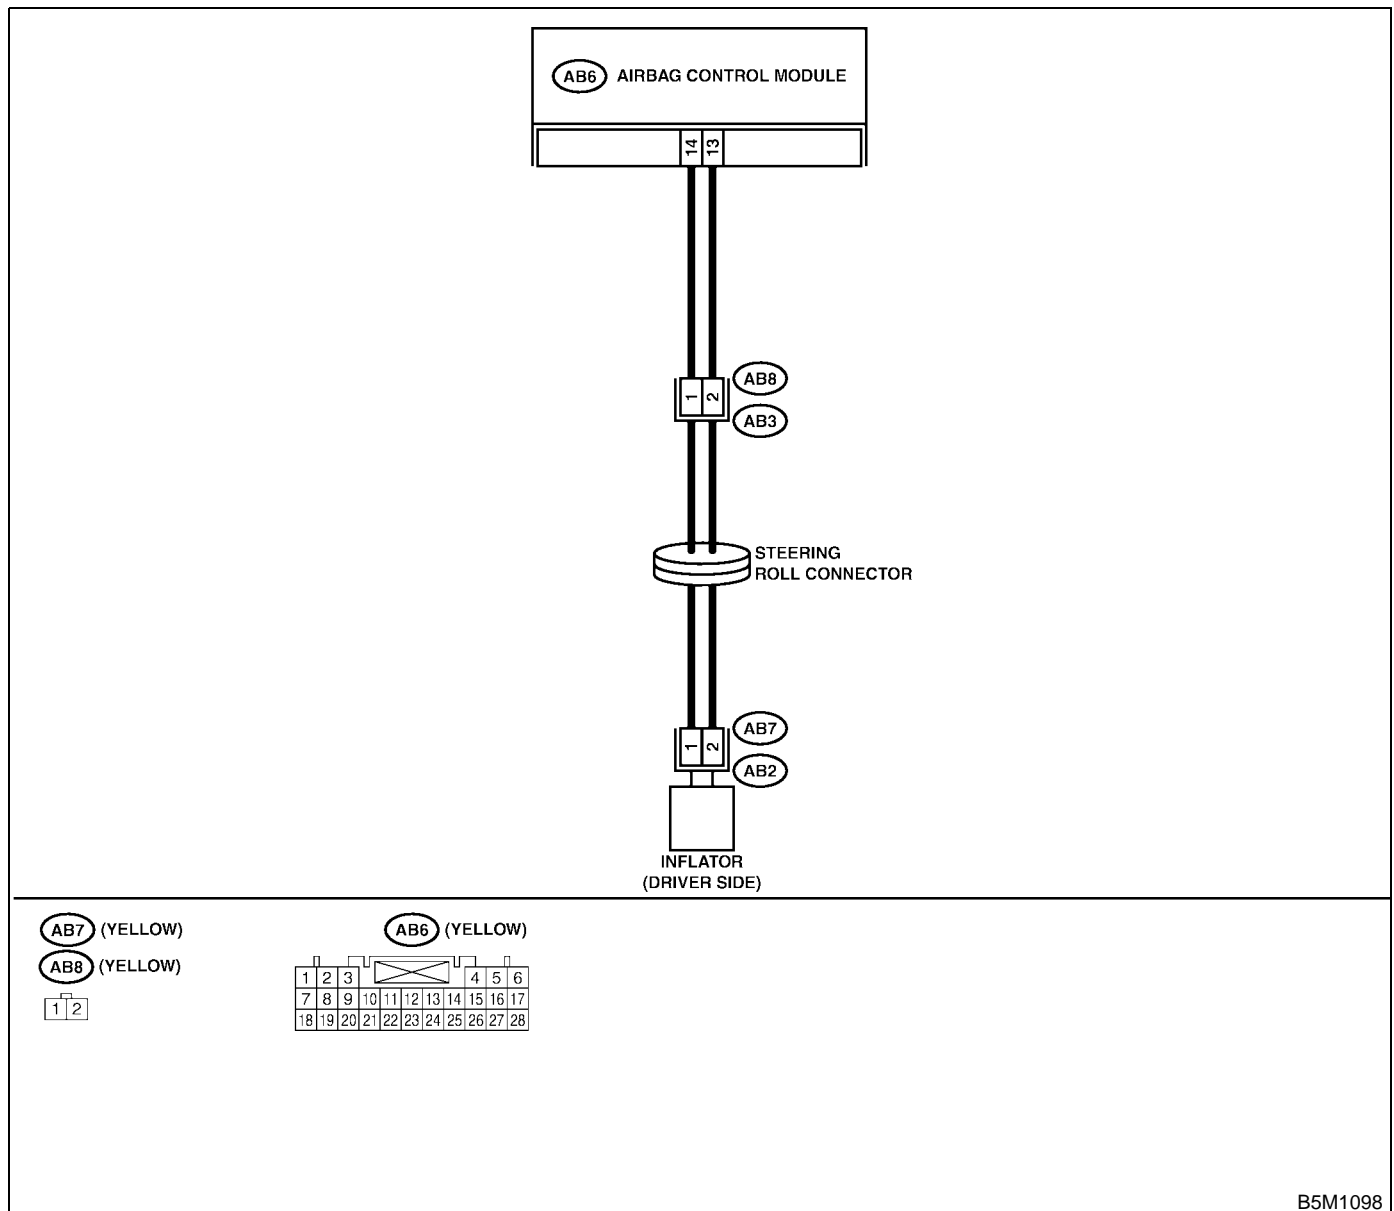 AB6 AIRBAG CONTROL MODULE
14 13
AB8
1 2
AB3
STEERING
ROLL CONNECTOR
AB7
1 2
AB2
INFLATOR
(DRIVER SIDE)
AB7 (YELLOW)
AB8 (YELLOW)
1 2
AB6 (YELLOW)
1 2 3 4 5 6
7 8 9 10 11 12 13 14 15 16 17
18 19 20 21 22 23 24 25 26 27 28
B5M1098